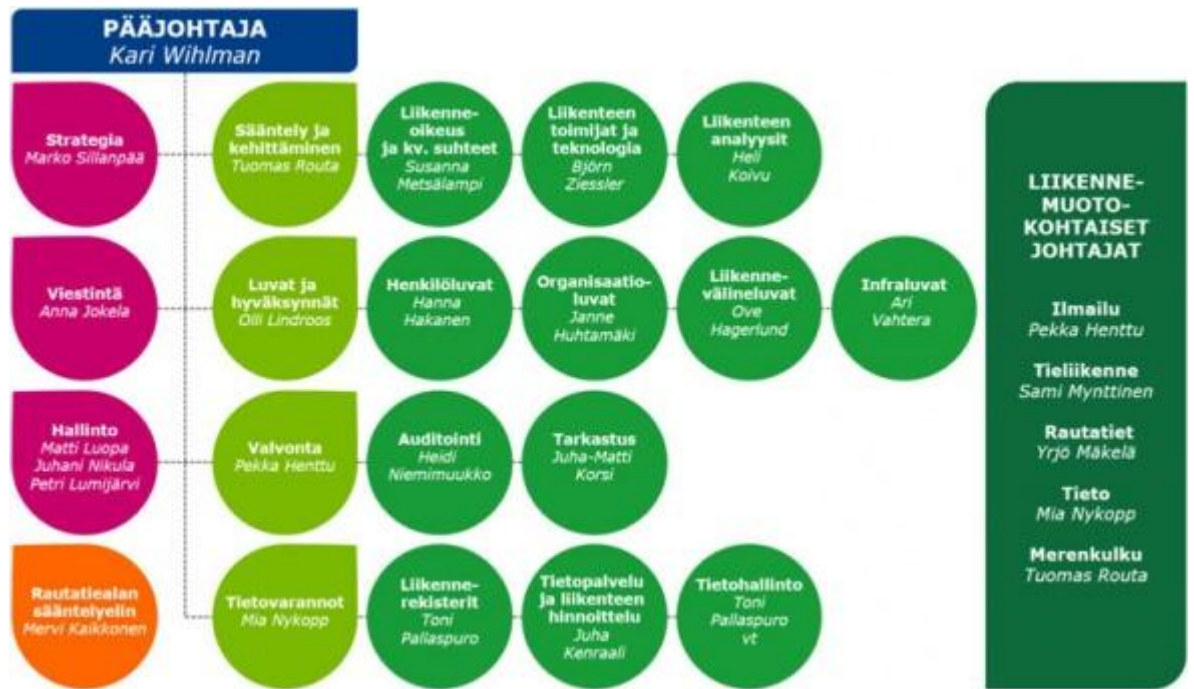 PÄÄJOHTAJA
Kari Wihlman
Strategia
Marko Sillanpää
Sääntely ja
kehittäminen
Tuomas Routa
Liikenne-
oikeus
ja kv. suhteet
Susanna
Metsälampi
Liikenteen
toimijat ja
teknologia
Björn
Ziessler
Liikenteen
analyysit
Heli
Koivu
Viestintä
Anna Jokela
Luvat ja
hyväksynnät
Olli Lindroos
Henkilöluvat
Hanna
Hakanen
Organisaatio-
luvat
Janne
Huhtamäki
Liikenne-
välineluvat
Ove
Hagerlund
Infraluvat
Ari
Vahtera
Hallinto
Matti Luopa
Juhani Nikula
Petri Lumijärvi
Valvonta
Pekka Henttu
Auditointi
Heidi
Niemimuukko
Tarkastus
Juha-Matti
Korsi
Rautatiealan
sääntelyelin
Mervi Kaikkonen
Tietovarannot
Mia Nykopp
Liikenne-
rekisterit
Toni
Pallaspuro
Tietopalvelu
ja liikenteen
hinnoittelu
Juha
Kenraali
Tietohallinto
Toni
Pallaspuro
vt
LIIKENNE-
MUOTO-
KOHTAISET
JOHTAJAT
Ilmailu
Pekka Henttu
Tieliikenne
Sami Mynttinen
Rautatiet
Yrjö Mäkelä
Tieto
Mia Nykopp
Merenkulku
Tuomas Routa